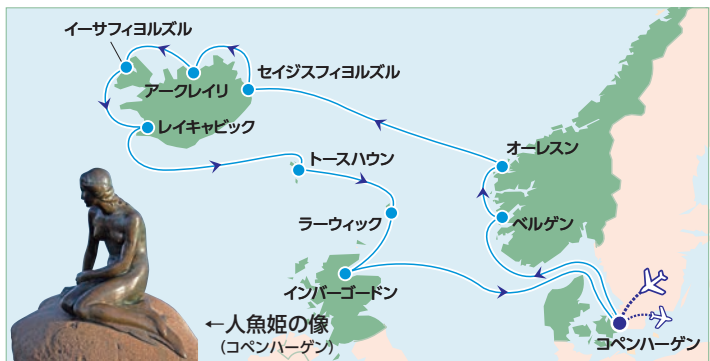 イーサフィヨルズル
アークレイリ
セイジスフィヨルズル
レイキャビック
トースハウン
オーレスン
ラーウィック
ベルゲン
インバーゴードン
←人魚姫の像
(コペンハーゲン)
コペンハーゲン